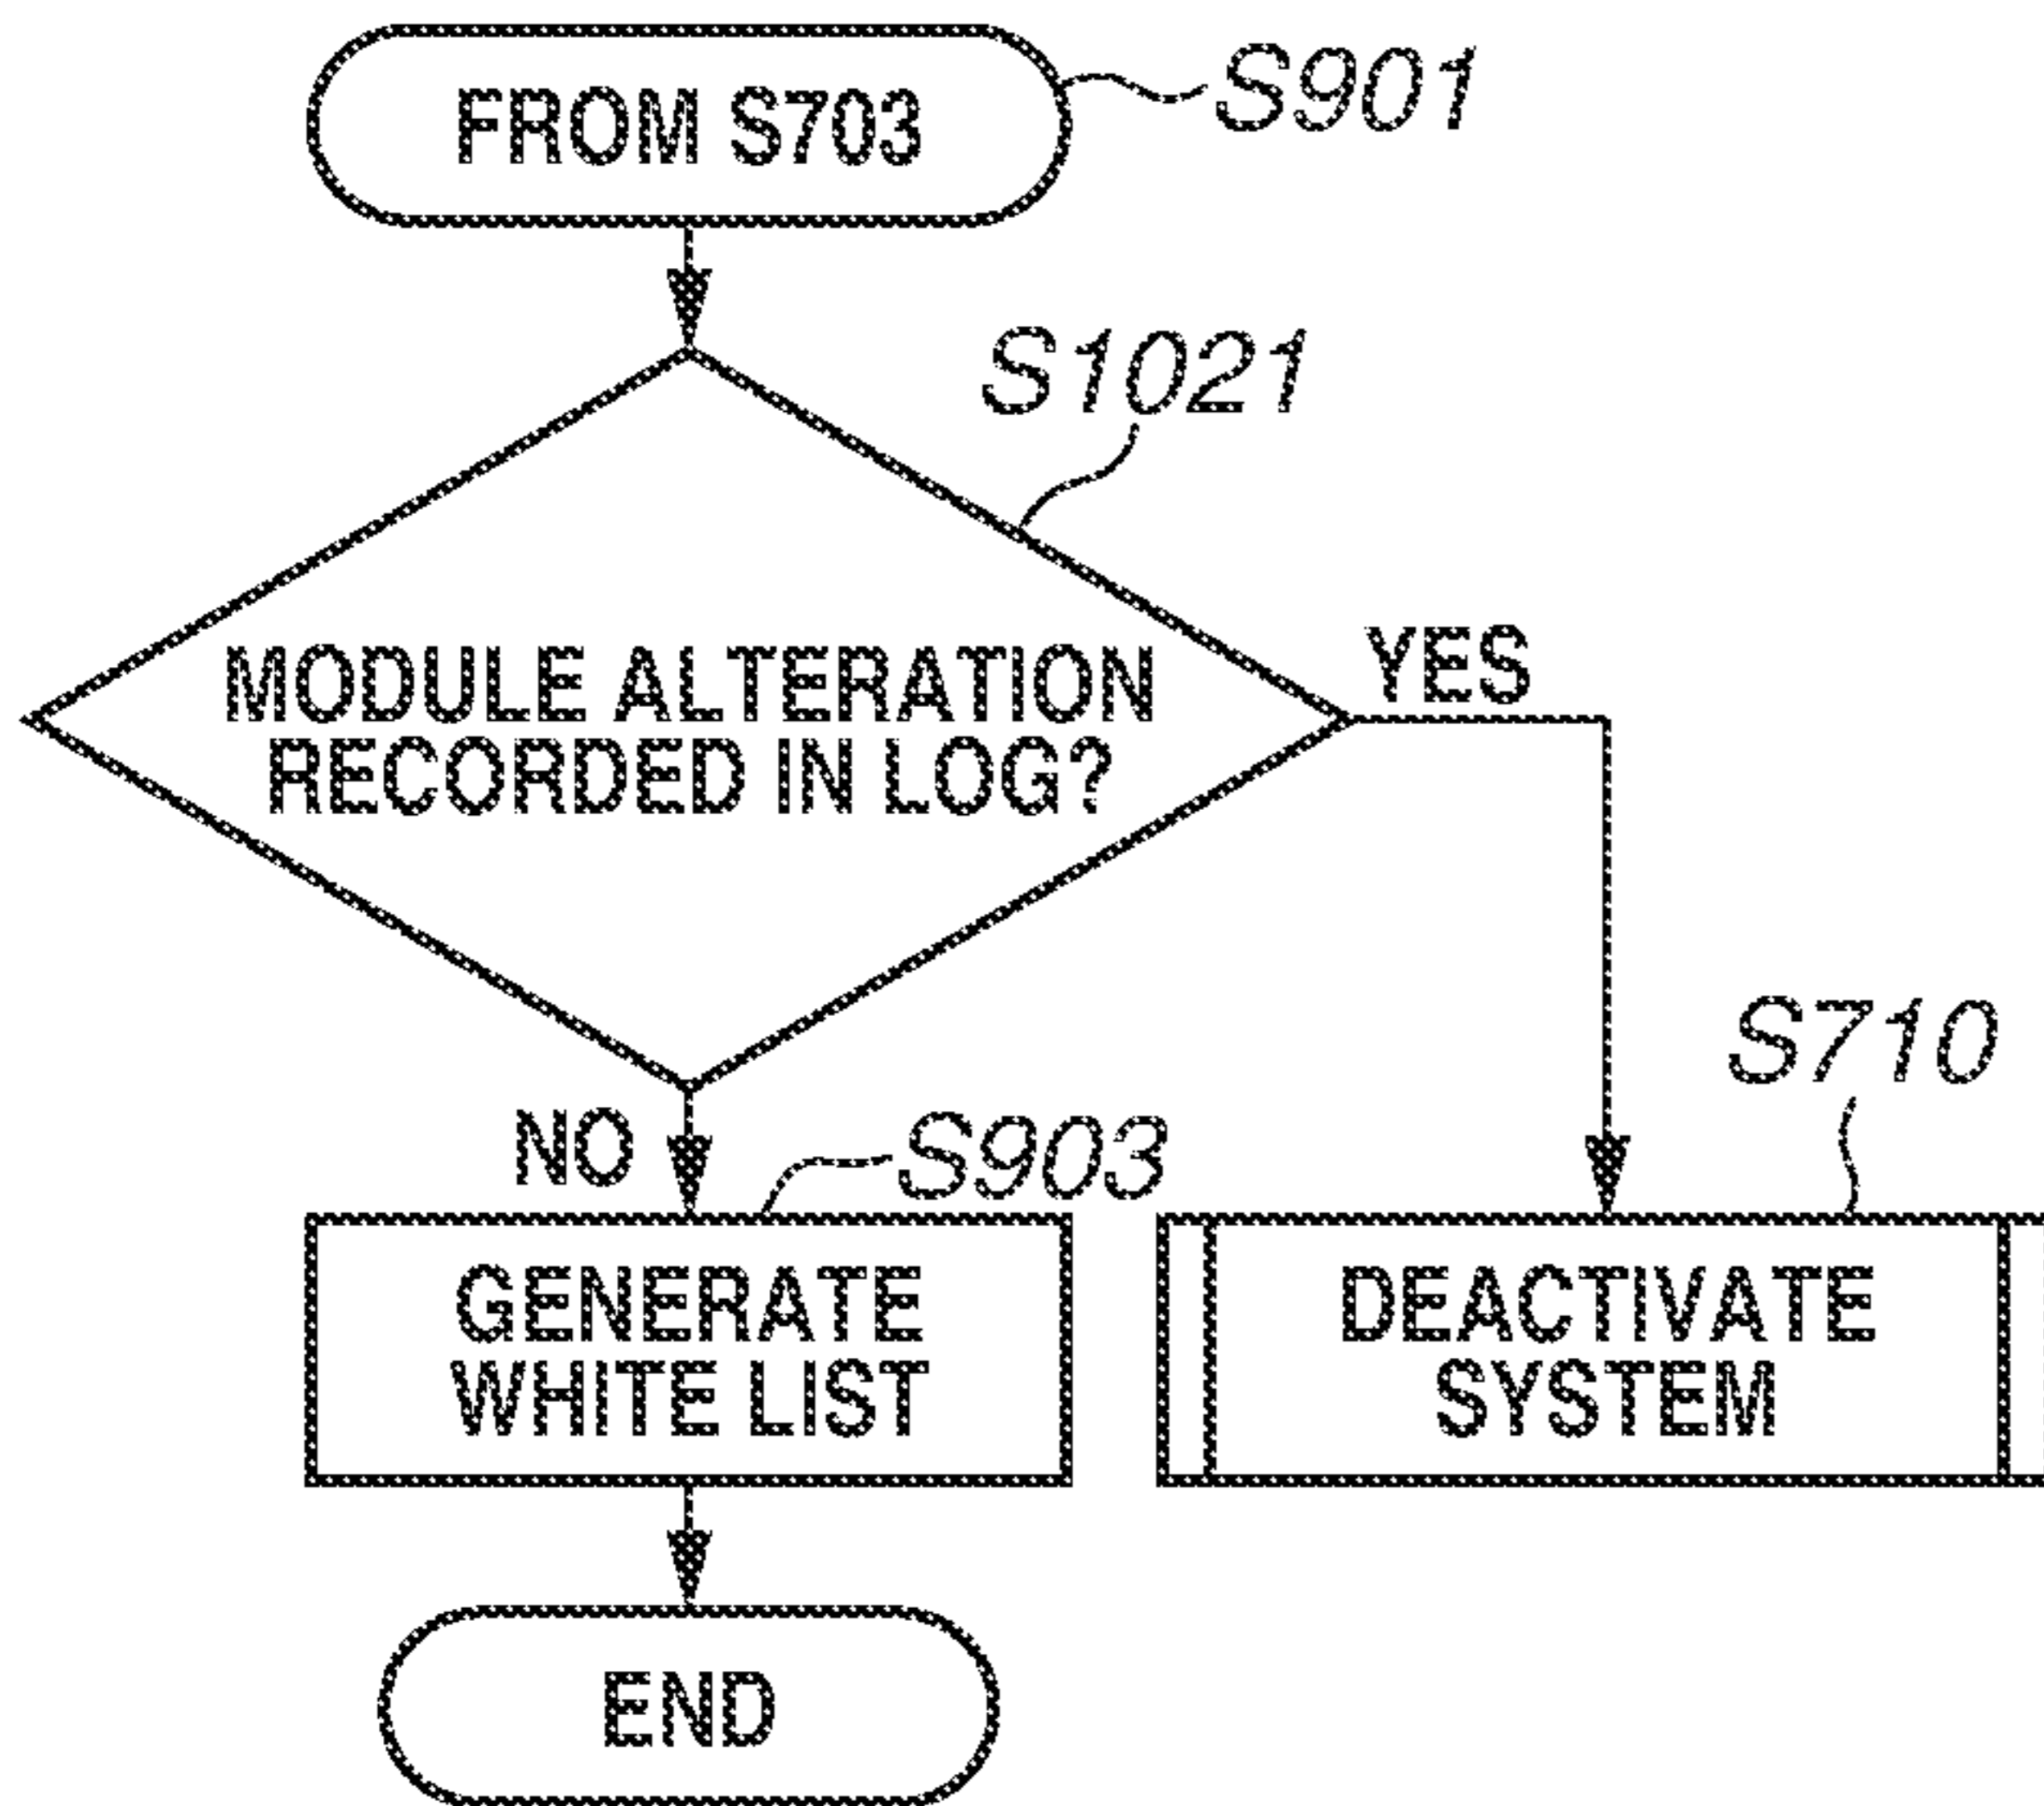 FROM S703
S901
S1021
MODULE ALTERATION
RECORDED IN LOG?
YES
NO
S903
S710
GENERATE
WHITE LIST
DEACTIVATE
SYSTEM
END